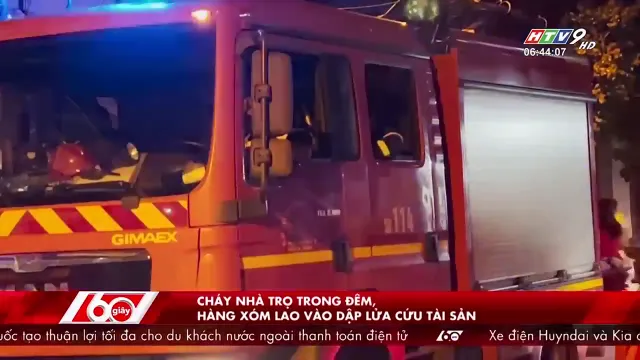 HTV9 HD
06:44:07
114
GIMAEX
60 giây
CHÁY NHÀ TRỌ TRONG ĐÊM,
HÀNG XÓM LAO VÀO DẬP LỬA CỨU TÀI SẢN
uốc tạo thuận lợi tối đa cho du khách nước ngoài thanh toán điện tử 60 Xe điện Huyndai và Kia